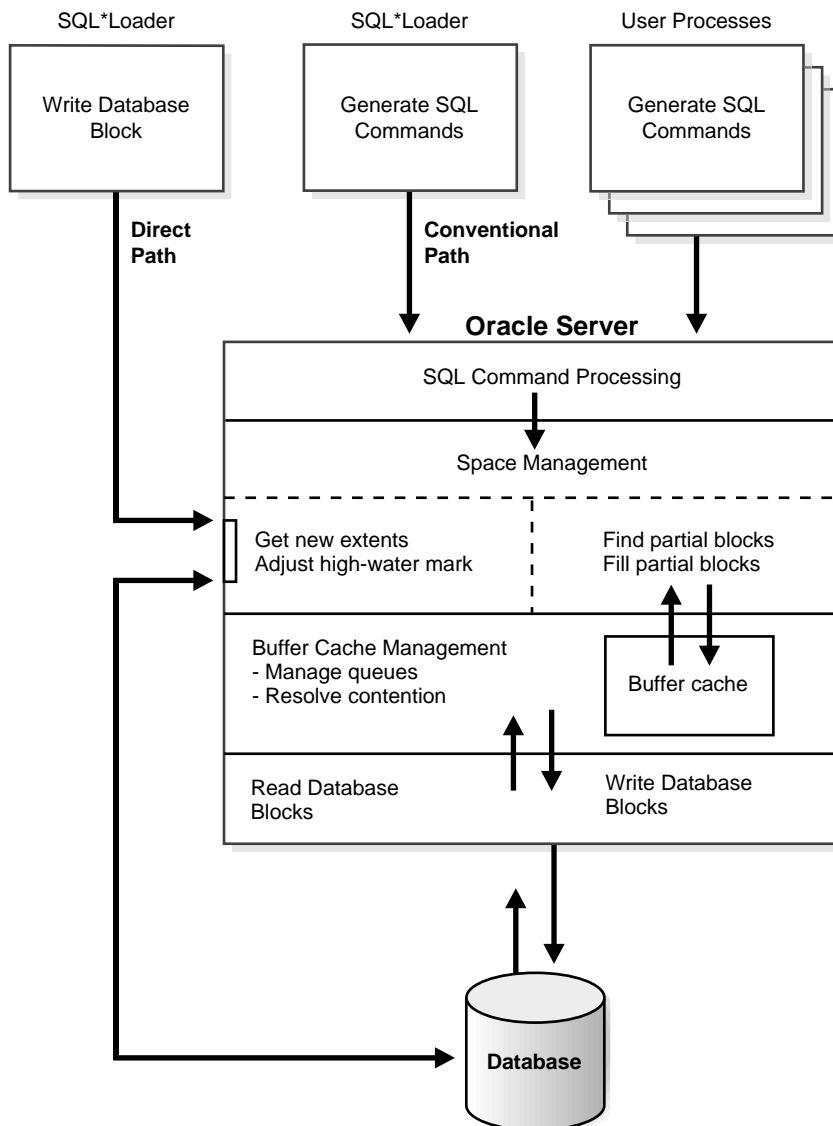 SQL*Loader
SQL*Loader
User Processes
Write Database
Block
Generate SQL
Commands
Generate SQL
Commands
Direct
Path
Conventional
Path
Oracle Server
SQL Command Processing
Space Management
Get new extents
Adjust high-water mark
Find partial blocks
Fill partial blocks
Buffer Cache Management
- Manage queues
- Resolve contention
Buffer cache
Read Database
Blocks
Write Database
Blocks
Database